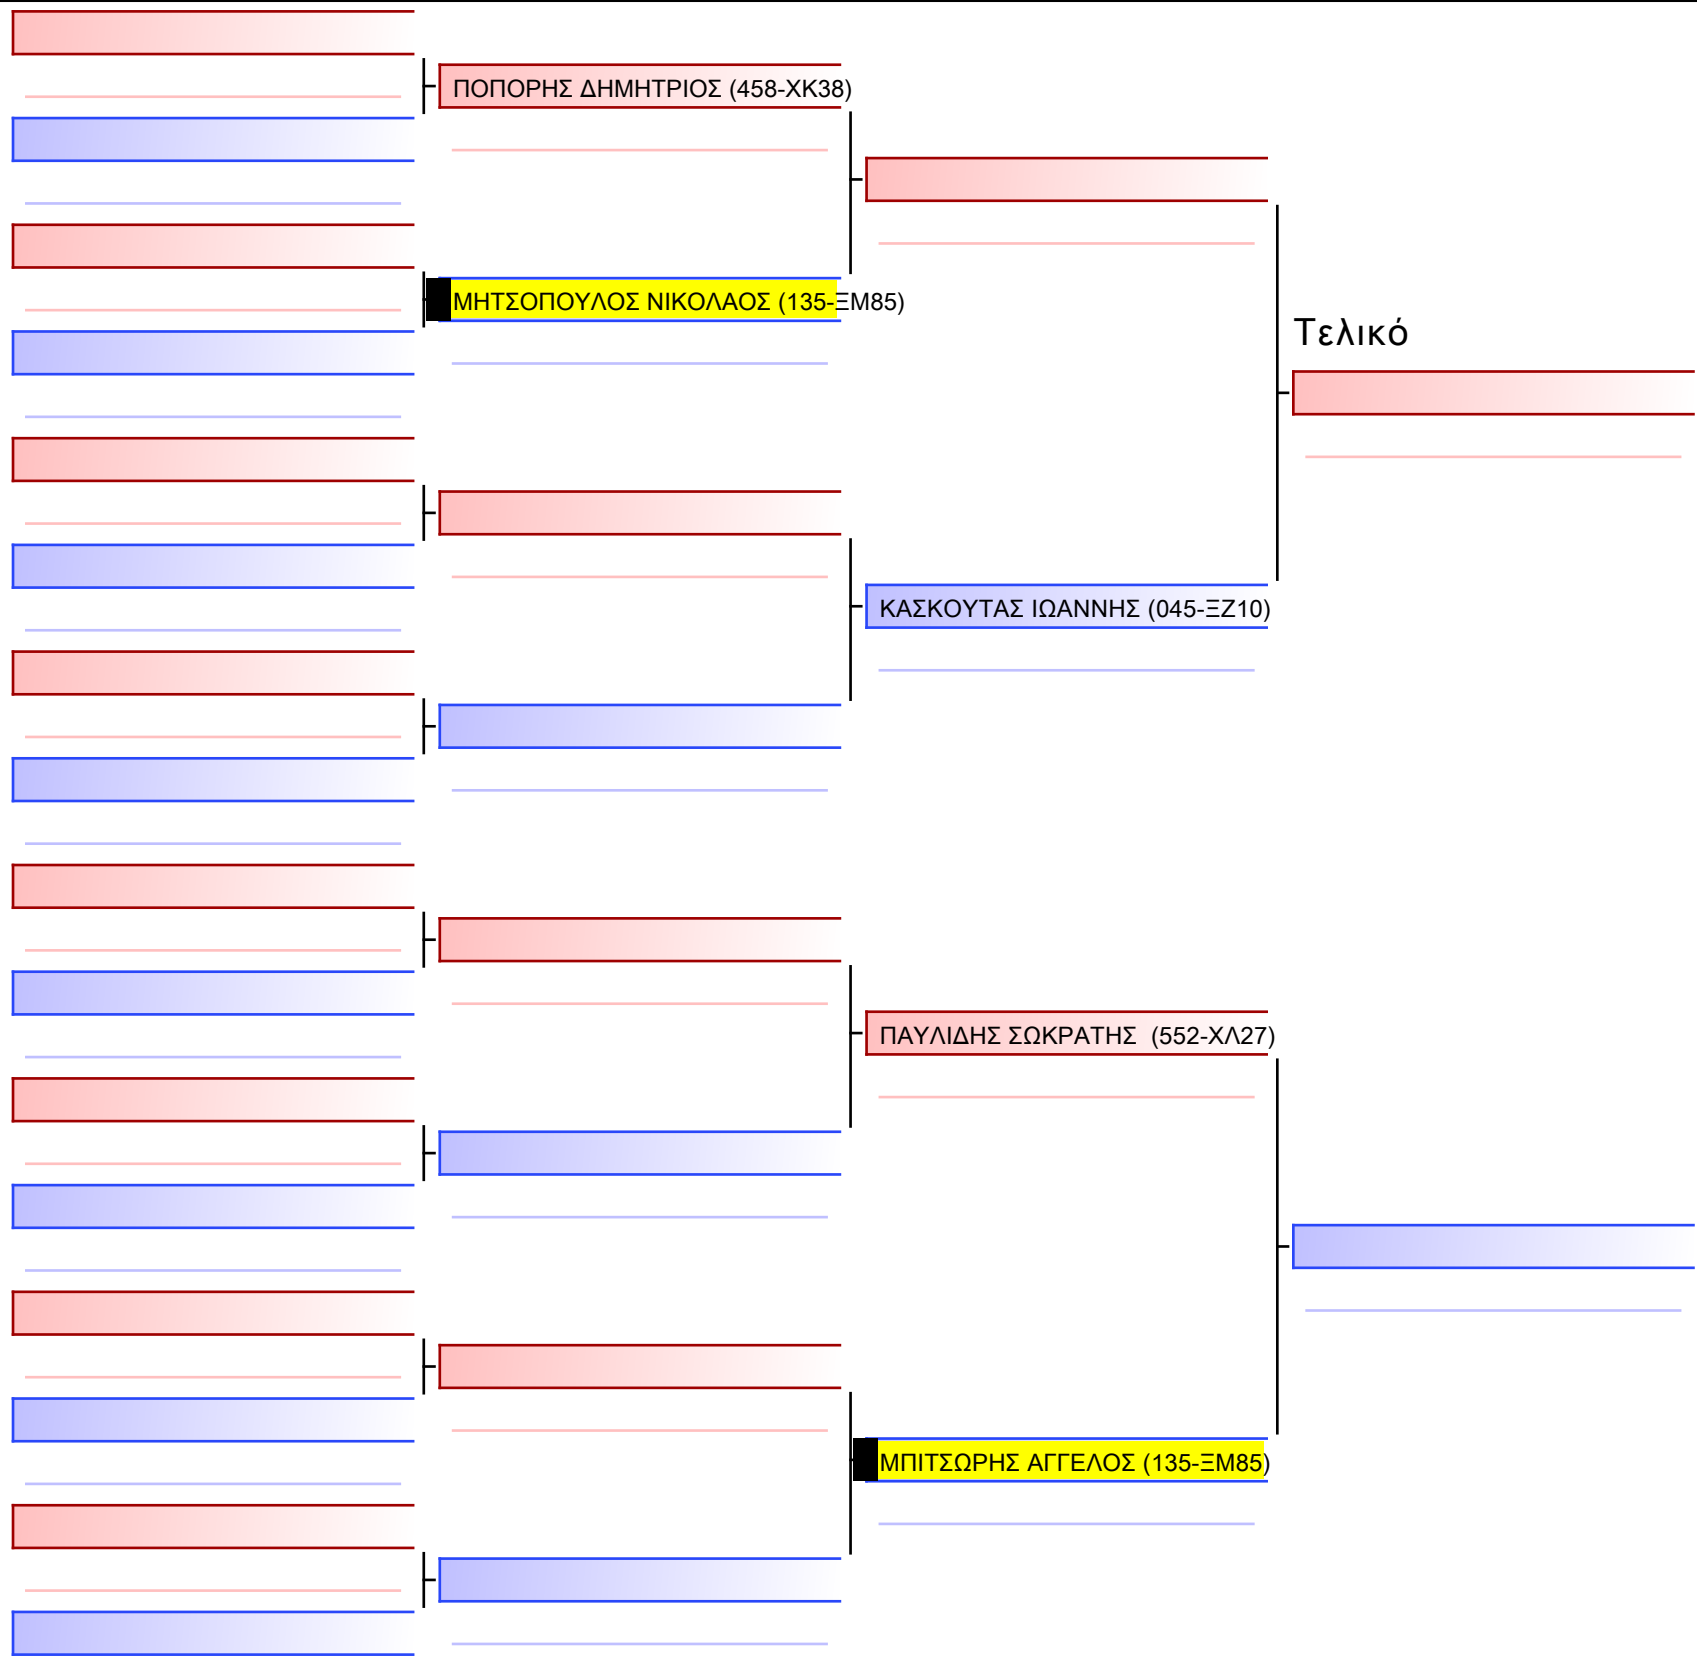 ΠΟΠΟΡΗΣ ΔΗΜΗΤΡΙΟΣ (458-ΧΚ38)
ΜΗΤΣΟΠΟΥΛΟΣ ΝΙΚΟΛΑΟΣ (135-ΞΜ85)
Τελικό
ΚΑΣΚΟΥΤΑΣ ΙΩΑΝΝΗΣ (045-ΞΖ10)
ΠΑΥΛΙΔΗΣ ΣΩΚΡΑΤΗΣ (552-ΧΛ27)
ΜΠΙΤΣΩΡΗΣ ΑΓΓΕΛΟΣ (135-ΞΜ85)